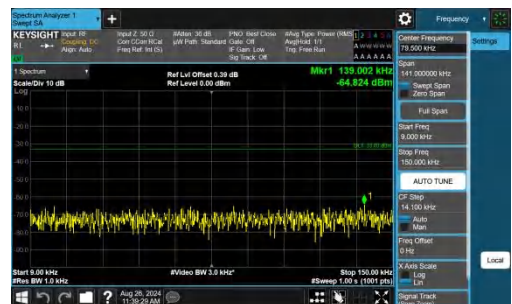 Spectrum Analyzer 1
Swept SA
+
Frequency
KEYSIGHT Input: RF
Coupling: DC
Align: Auto
Input Z: 50 Ω
Corr CCorr RCal
Freq Ref: Int (S)
#Atten: 30 dB
µW Path: Standard
PNO: Best Close
Gate: Off
IF Gain: Low
Sig Track: Off
#Avg Type: Power (RMS
Avg|Hold: 1/1
Trig: Free Run
1 Spectrum
Scale/Div 10 dB
Log
Ref Lvl Offset 0.39 dB
Ref Level 0.00 dBm
Mkr1 139.002 kHz
-64.824 dBm
1
Start 9.00 kHz
#Res BW 1.0 kHz
#Video BW 3.0 kHz*
Stop 150.00 kHz
#Sweep 1.00 s (1001 pts)
Aug 26, 2024
11:39:29 AM
Center Frequency
79.500 kHz
Settings
Span
141.000000 kHz
Swept Span
Zero Span
Full Span
Start Freq
9.000 kHz
Stop Freq
150.000 kHz
AUTO TUNE
CF Step
14.100 kHz
Auto
Man
Freq Offset
0 Hz
X Axis Scale
Log
Lin
Local
Signal Track